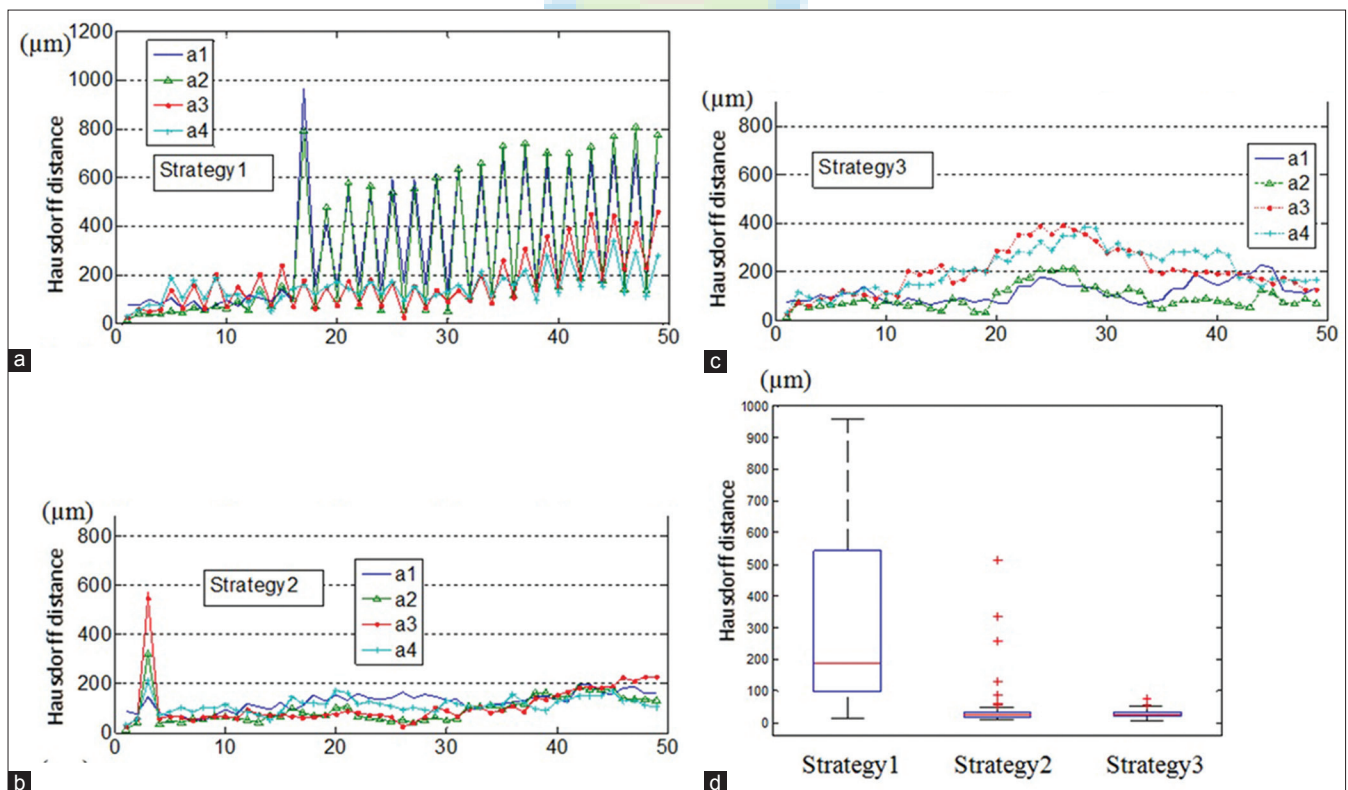 (µm)
1200
1000
800
600
400
200
0
Hausdorff distance
a1
a2
a3
a4
Strategy1
0 10 20 30 40 50
a
(µm)
800
600
400
200
0
Hausdorff distance
Strategy3
a1
a2
a3
a4
0 10 20 30 40 50
c
(µm)
800
600
400
200
0
Hausdorff distance
Strategy2
a1
a2
a3
a4
0 10 20 30 40 50
b
(µm)
1000
900
800
700
600
500
400
300
200
100
0
Hausdorff distance
Strategy1 Strategy2 Strategy3
d